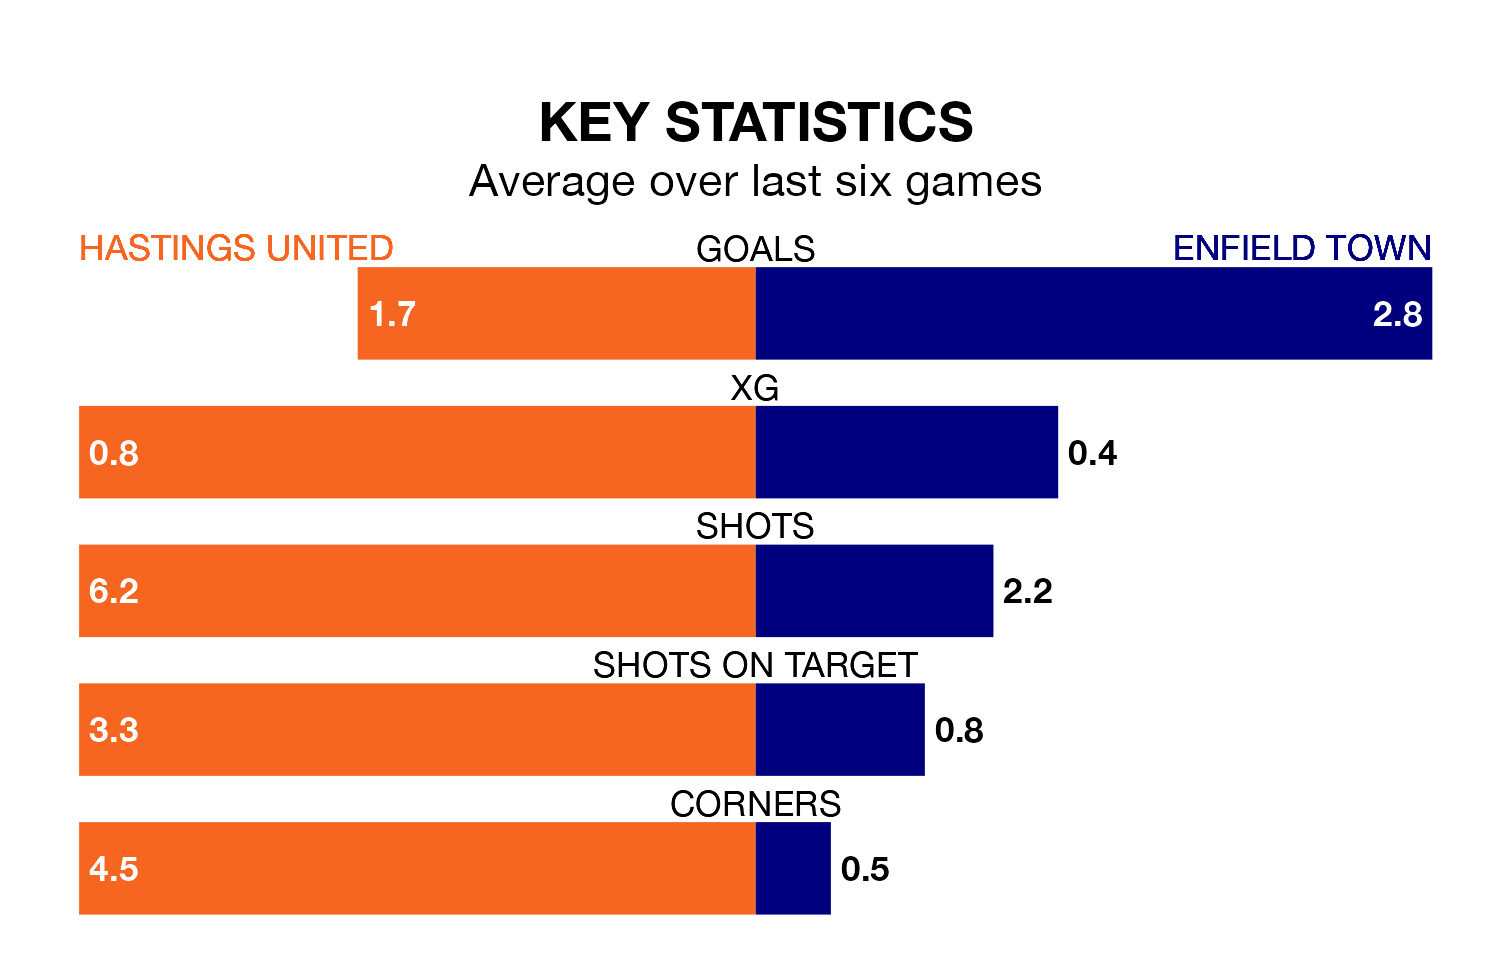 KEY STATISTICS
Average over last six games
HASTINGS UNITED GOALS ENFIELD TOWN
1.7 2.8
XG
0.8 0.4
SHOTS
6.2 2.2
SHOTS ON TARGET
3.3 0.8
CORNERS
4.5 0.5